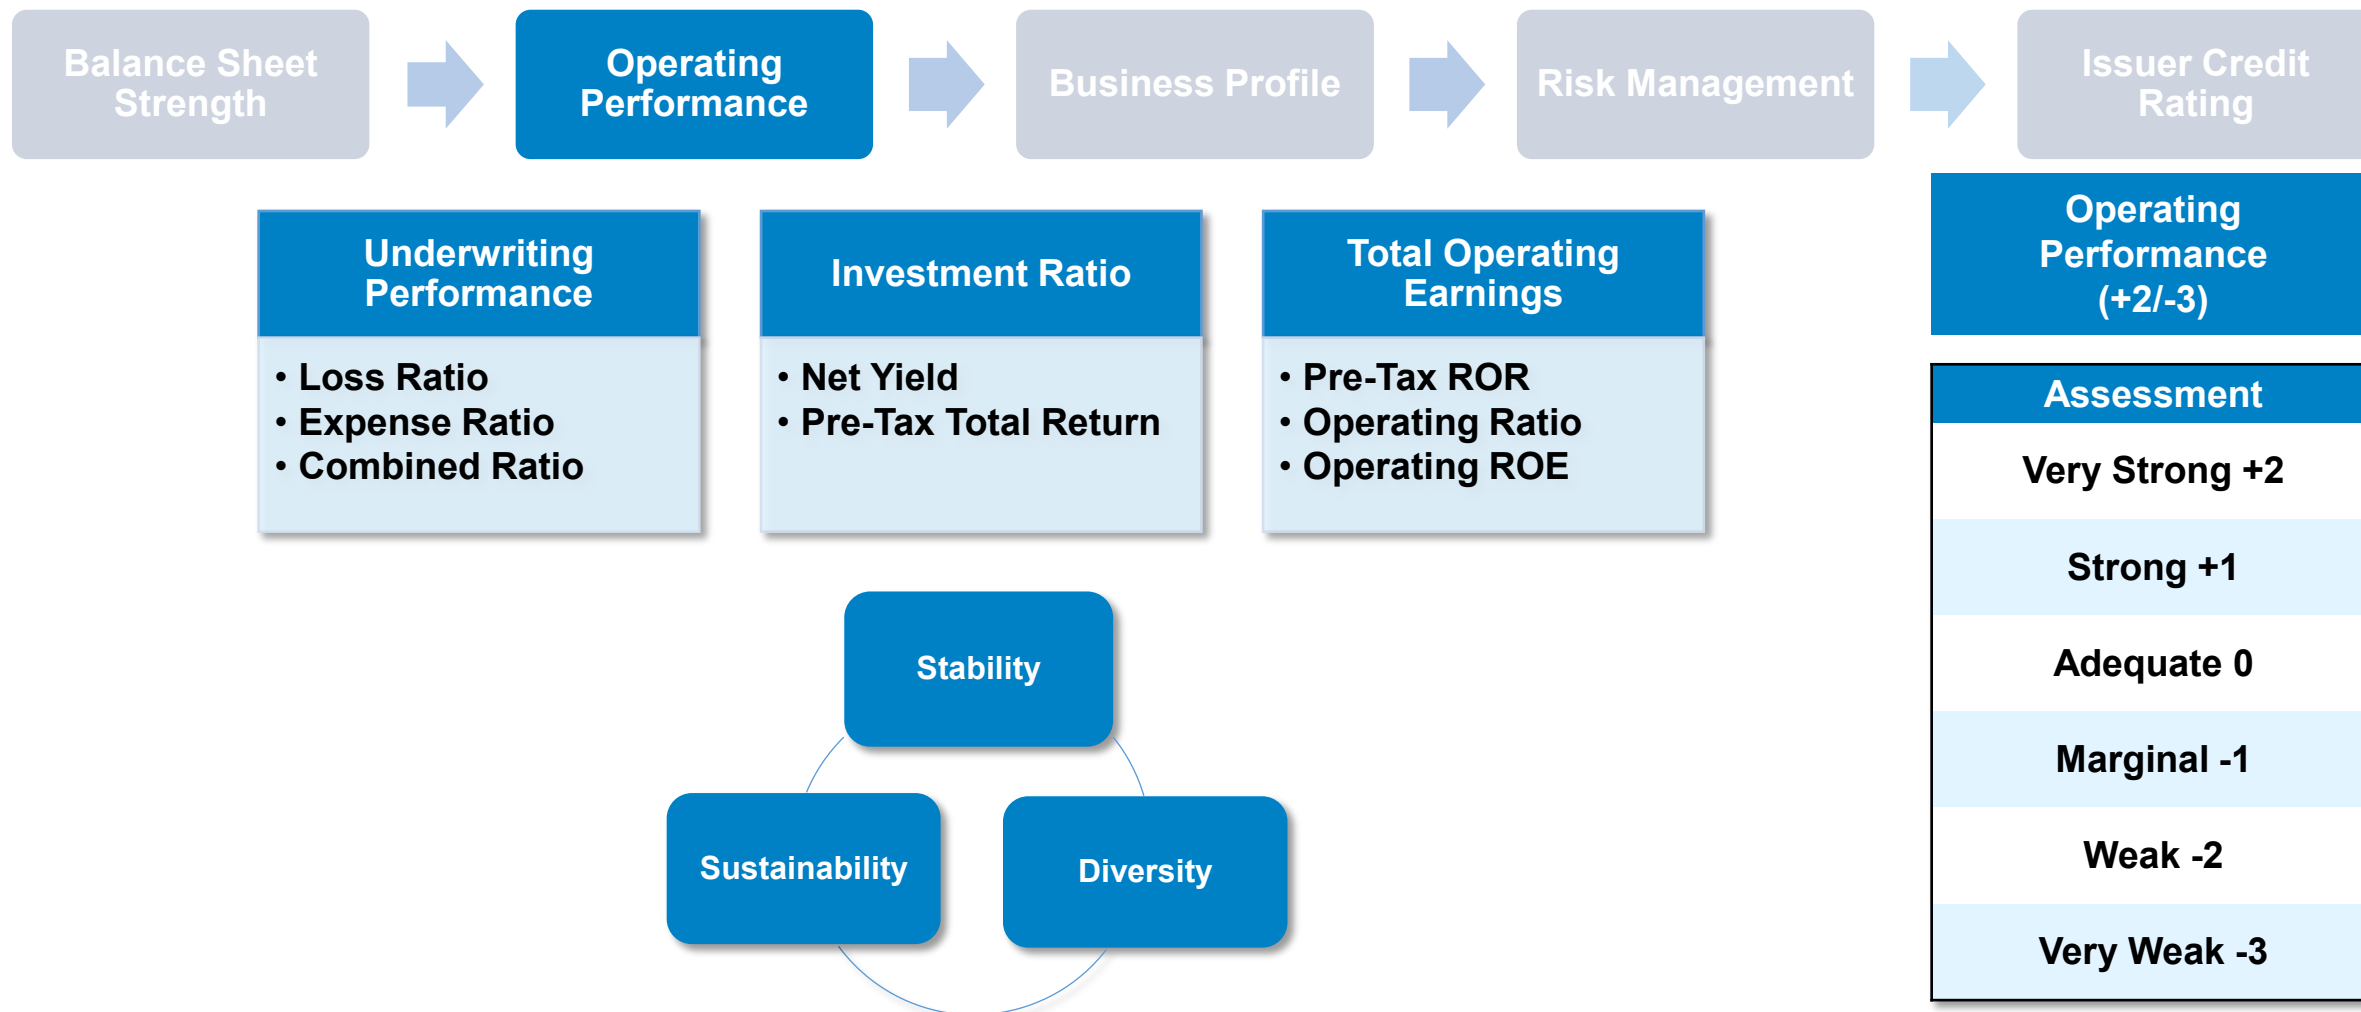 Balance Sheet
Strength
Operating
Performance
Business Profile
Risk Management
Issuer Credit
Rating
Underwriting
Performance
• Loss Ratio
• Expense Ratio
• Combined Ratio
Investment Ratio
• Net Yield
• Pre-Tax Total Return
Total Operating
Earnings
• Pre-Tax ROR
• Operating Ratio
• Operating ROE
Operating
Performance
(+2/-3)
Assessment
Very Strong +2
Strong +1
Adequate 0
Marginal -1
Weak -2
Very Weak -3
Stability
Sustainability
Diversity